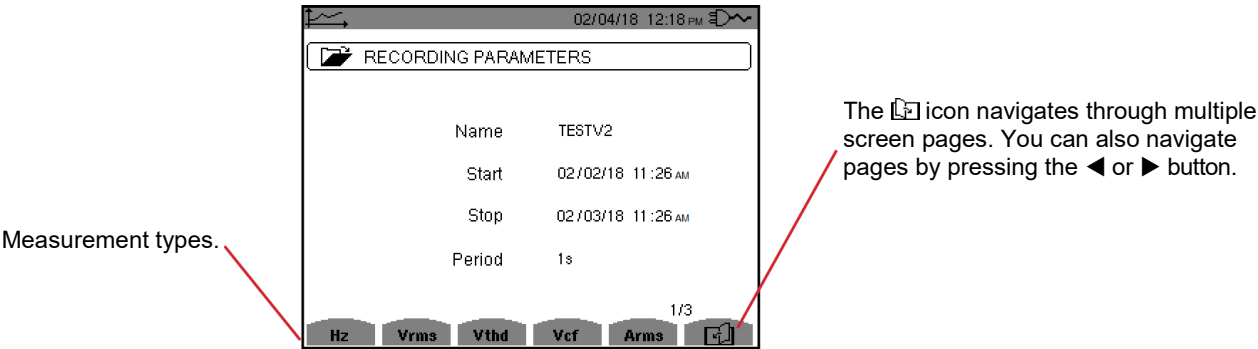 02/04/18 12:18 PM
RECORDING PARAMETERS
Name TESTV2
Start 02/02/18 11:26 AM
Stop 02/03/18 11:26 AM
Period 1s
1/3
Hz Vrms Vthd Vcf Arms
Measurement types.
The icon navigates through multiple
screen pages. You can also navigate
pages by pressing the ◄ or ► button.